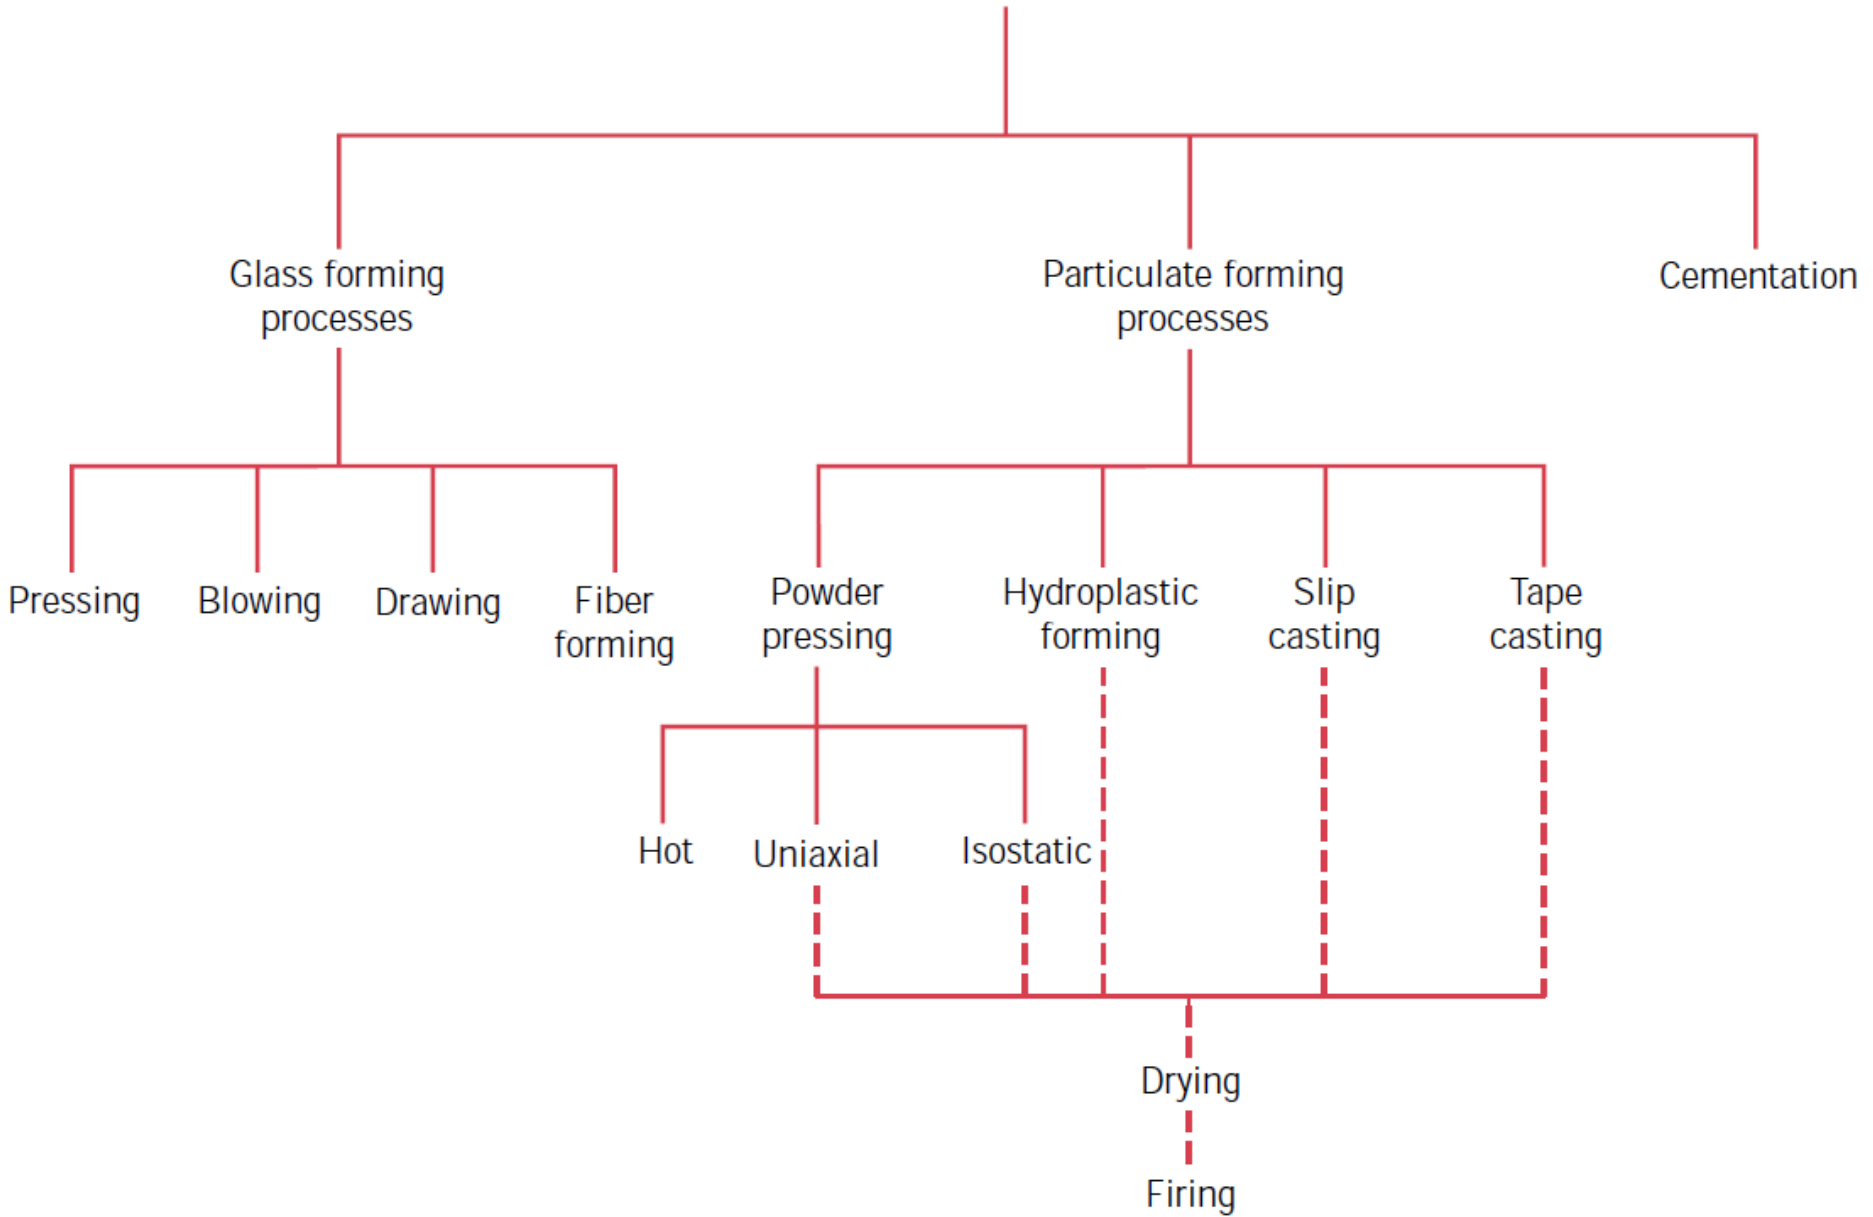 Glass forming
processes
Particulate forming
processes
Cementation
Pressing
Blowing
Drawing
Fiber
forming
Powder
pressing
Hydroplastic
forming
Slip
casting
Tape
casting
Hot
Uniaxial
Isostatic
Drying
Firing